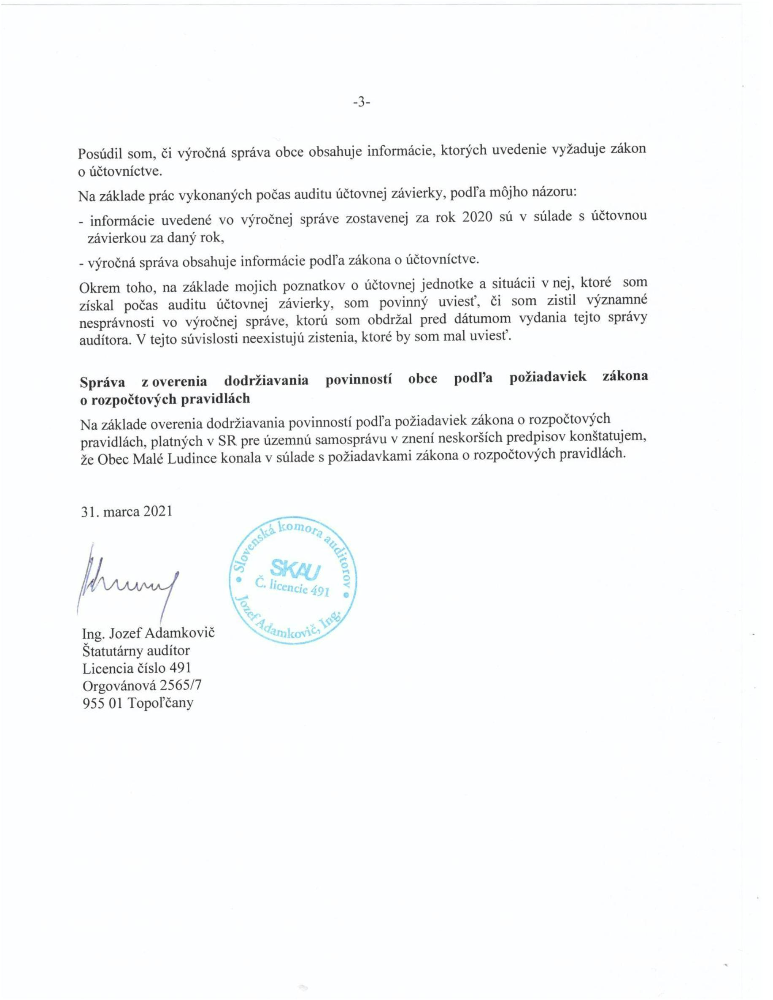 -3-
Posúdil som, či výročná správa obce obsahuje informácie, ktorých uvedenie vyžaduje zákon
o účtovníctve.
Na základe prác vykonaných počas auditu účtovnej závierky, podľa môjho názoru:
- informácie uvedené vo výročnej správe zostavenej za rok 2020 sú v súlade s účtovnou
závierkou za daný rok,
- výročná správa obsahuje informácie podľa zákona o účtovníctve.
Okrem toho, na základe mojich poznatkov o účtovnej jednotke a situácii v nej, ktoré som
získal počas auditu účtovnej závierky, som povinný uviesť, či som zistil významné
nesprávnosti vo výročnej správe, ktorú som obdržal pred dátumom vydania tejto správy
audítora. V tejto súvislosti neexistujú zistenia, ktoré by som mal uviesť.
Správa z overenia dodržiavania povinností obce podľa požiadaviek zákona
o rozpočtových pravidlách
Na základe overenia dodržiavania povinností podľa požiadaviek zákona o rozpočtových
pravidlách, platných v SR pre územnú samosprávu v znení neskorších predpisov konštatujem,
že Obec Malé Ludince konala v súlade s požiadavkami zákona o rozpočtových pravidlách.
31. marca 2021
• Slovenská komora auditorov •
SKAU
Č. licencie 491
Jozef Adamkovič, Ing.
Ing. Jozef Adamkovič
Štatutárny audítor
Licencia číslo 491
Orgovánová 2565/7
955 01 Topoľčany